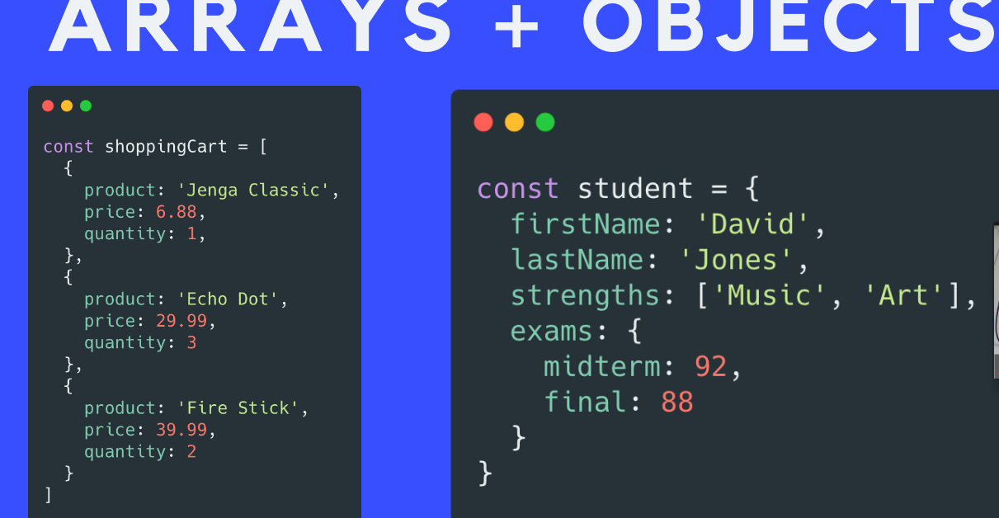 ARRAYS + OBJECTS
const shoppingCart = [
  {
    product: 'Jenga Classic',
    price: 6.88,
    quantity: 1,
  },
  {
    product: 'Echo Dot',
    price: 29.99,
    quantity: 3
  },
  {
    product: 'Fire Stick',
    price: 39.99,
    quantity: 2
  }
]
const student = {
  firstName: 'David',
  lastName: 'Jones',
  strengths: ['Music', 'Art'],
  exams: {
    midterm: 92,
    final: 88
  }
}